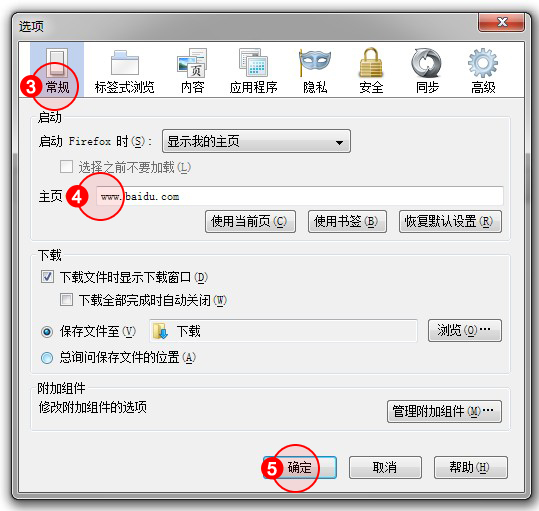 选项
页
3 常规 标签式浏览 内容 应用程序 隐私 安全 同步 高级
启动
启动 Firefox 时(S): 显示我的主页
选择之前不要加载(L)
主页 4 www.baidu.com
使用当前页(C) 使用书签(B) 恢复默认设置(R)
下载
下载文件时显示下载窗口(D)
下载全部完成时自动关闭(W)
保存文件至(V) 下载 浏览(O)...
总询问保存文件的位置(A)
附加组件
修改附加组件的选项
管理附加组件(M)...
5 确定 取消 帮助(H)